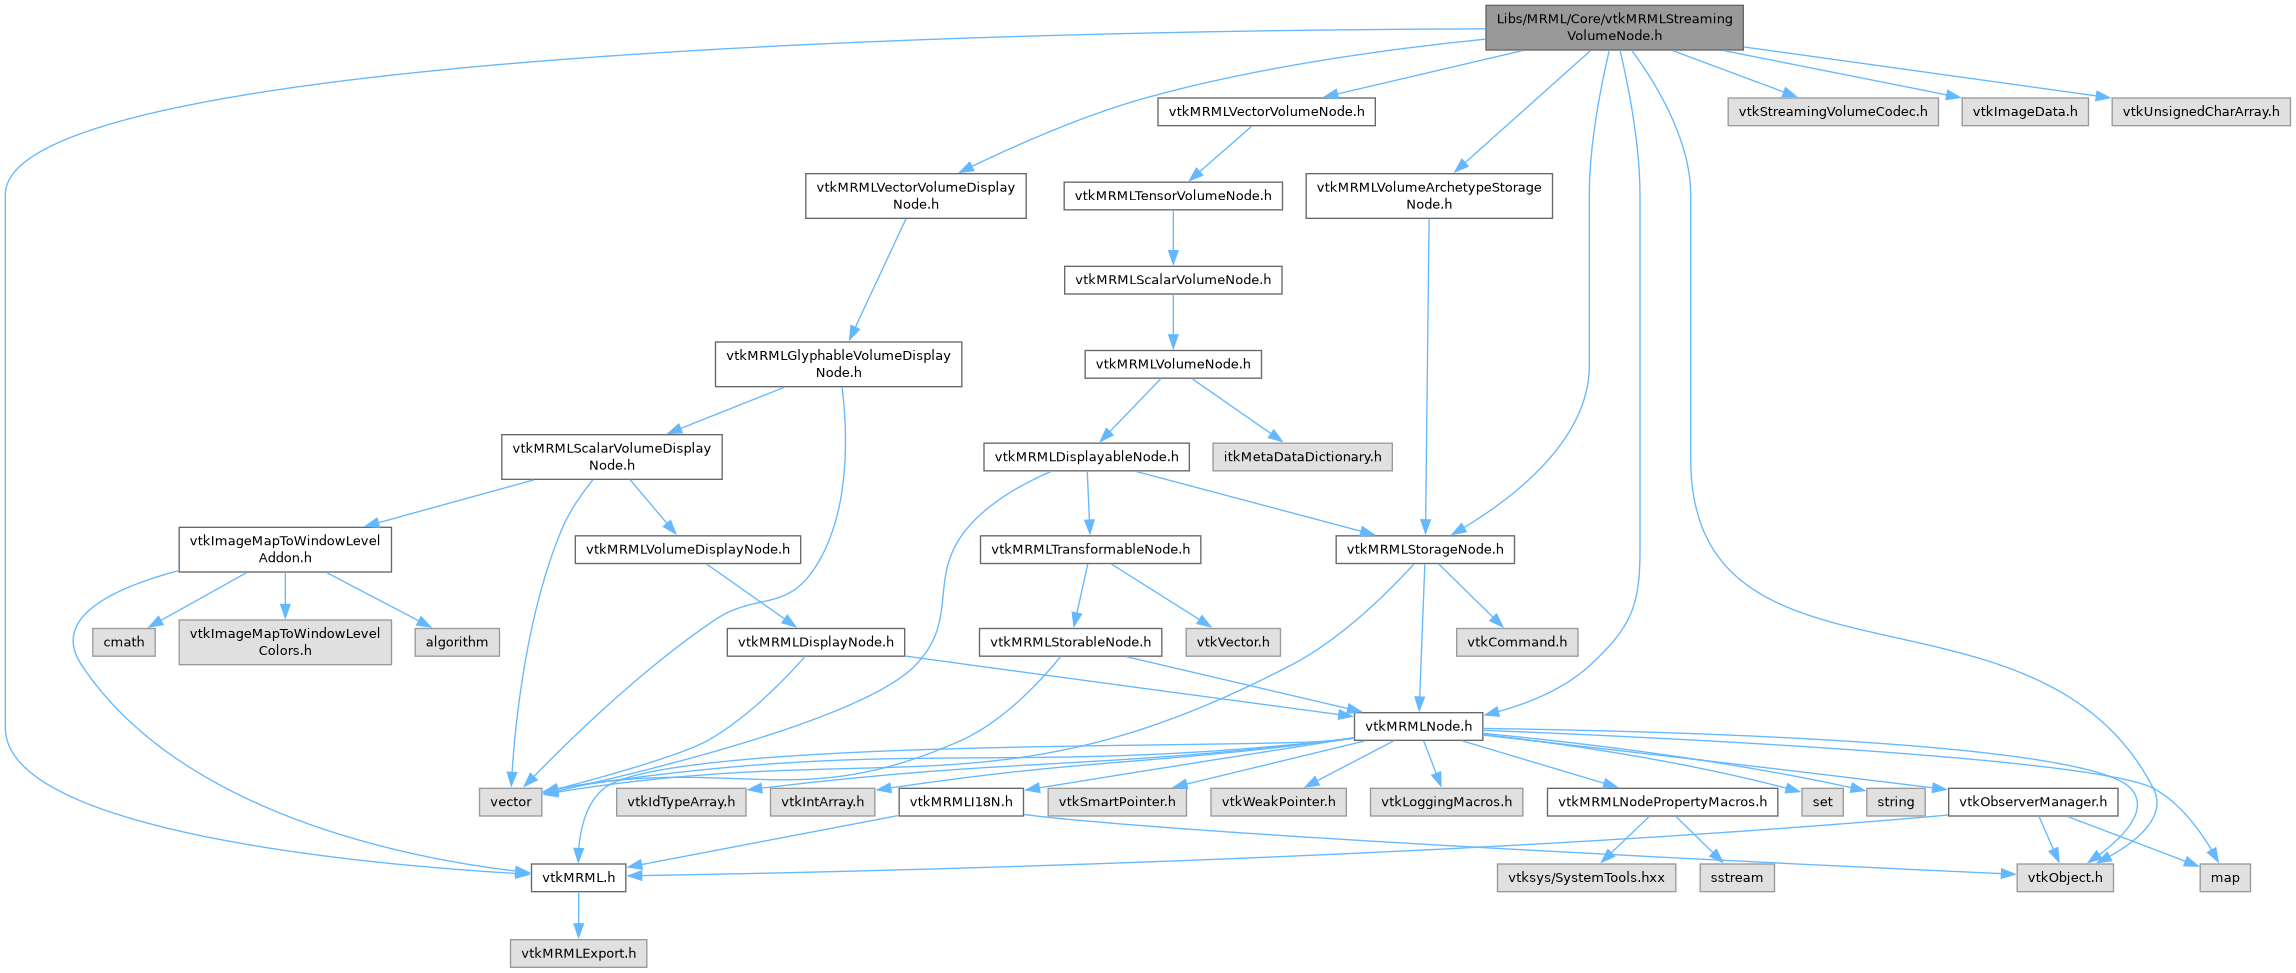 Libs/MRML/Core/vtkMRMLStreaming
VolumeNode.h
vtkMRMLVectorVolumeNode.h
vtkStreamingVolumeCodec.h
vtkImageData.h
vtkUnsignedCharArray.h
vtkMRMLVectorVolumeDisplay
Node.h
vtkMRMLTensorVolumeNode.h
vtkMRMLVolumeArchetypeStorage
Node.h
vtkMRMLScalarVolumeNode.h
vtkMRMLGlyphableVolumeDisplay
Node.h
vtkMRMLVolumeNode.h
vtkMRMLScalarVolumeDisplay
Node.h
vtkMRMLDisplayableNode.h
itkMetaDataDictionary.h
vtkImageMapToWindowLevel
Addon.h
vtkMRMLVolumeDisplayNode.h
vtkMRMLTransformableNode.h
vtkMRMLStorageNode.h
cmath
vtkImageMapToWindowLevel
Colors.h
algorithm
vtkMRMLDisplayNode.h
vtkMRMLStorableNode.h
vtkVector.h
vtkCommand.h
vtkMRMLNode.h
vector
vtkIdTypeArray.h
vtkIntArray.h
vtkMRMLI18N.h
vtkSmartPointer.h
vtkWeakPointer.h
vtkLoggingMacros.h
vtkMRMLNodePropertyMacros.h
set
string
vtkObserverManager.h
vtkMRML.h
vtksys/SystemTools.hxx
sstream
vtkObject.h
map
vtkMRMLExport.h